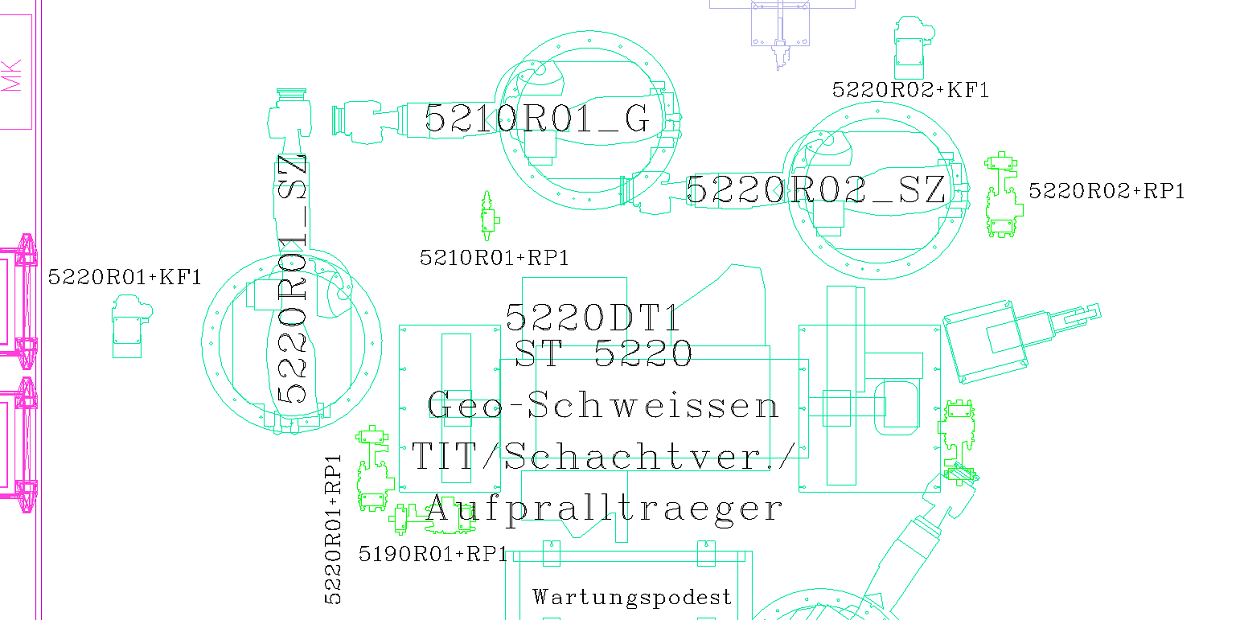 MK
5220R02+KF1
5210R01_G
5220R01_SZ
5220R02_SZ
5220R02+RP1
5210R01+RP1
5220R01+KF1
5220DT1
ST 5220
Geo-Schweissen
TIT/Schachtver./
Aufpralltraeger
5220R01+RP1
5190R01+RP1
Wartungspodest